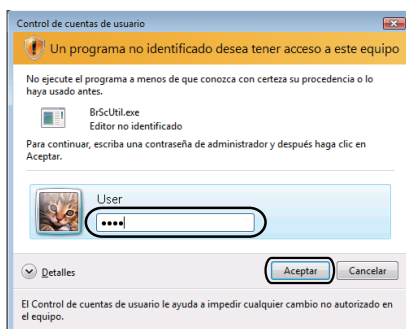 Control de cuentas de usuario
Un programa no identificado desea tener acceso a este equipo
No ejecute el programa a menos de que conozca con certeza su procedencia o lo
haya usado antes.
BrScUtil.exe
Editor no identificado
Para continuar, escriba una contraseña de administrador y después haga clic en
Aceptar.
User
••••
Detalles
Aceptar
Cancelar
El Control de cuentas de usuario le ayuda a impedir cualquier cambio no autorizado en
el equipo.